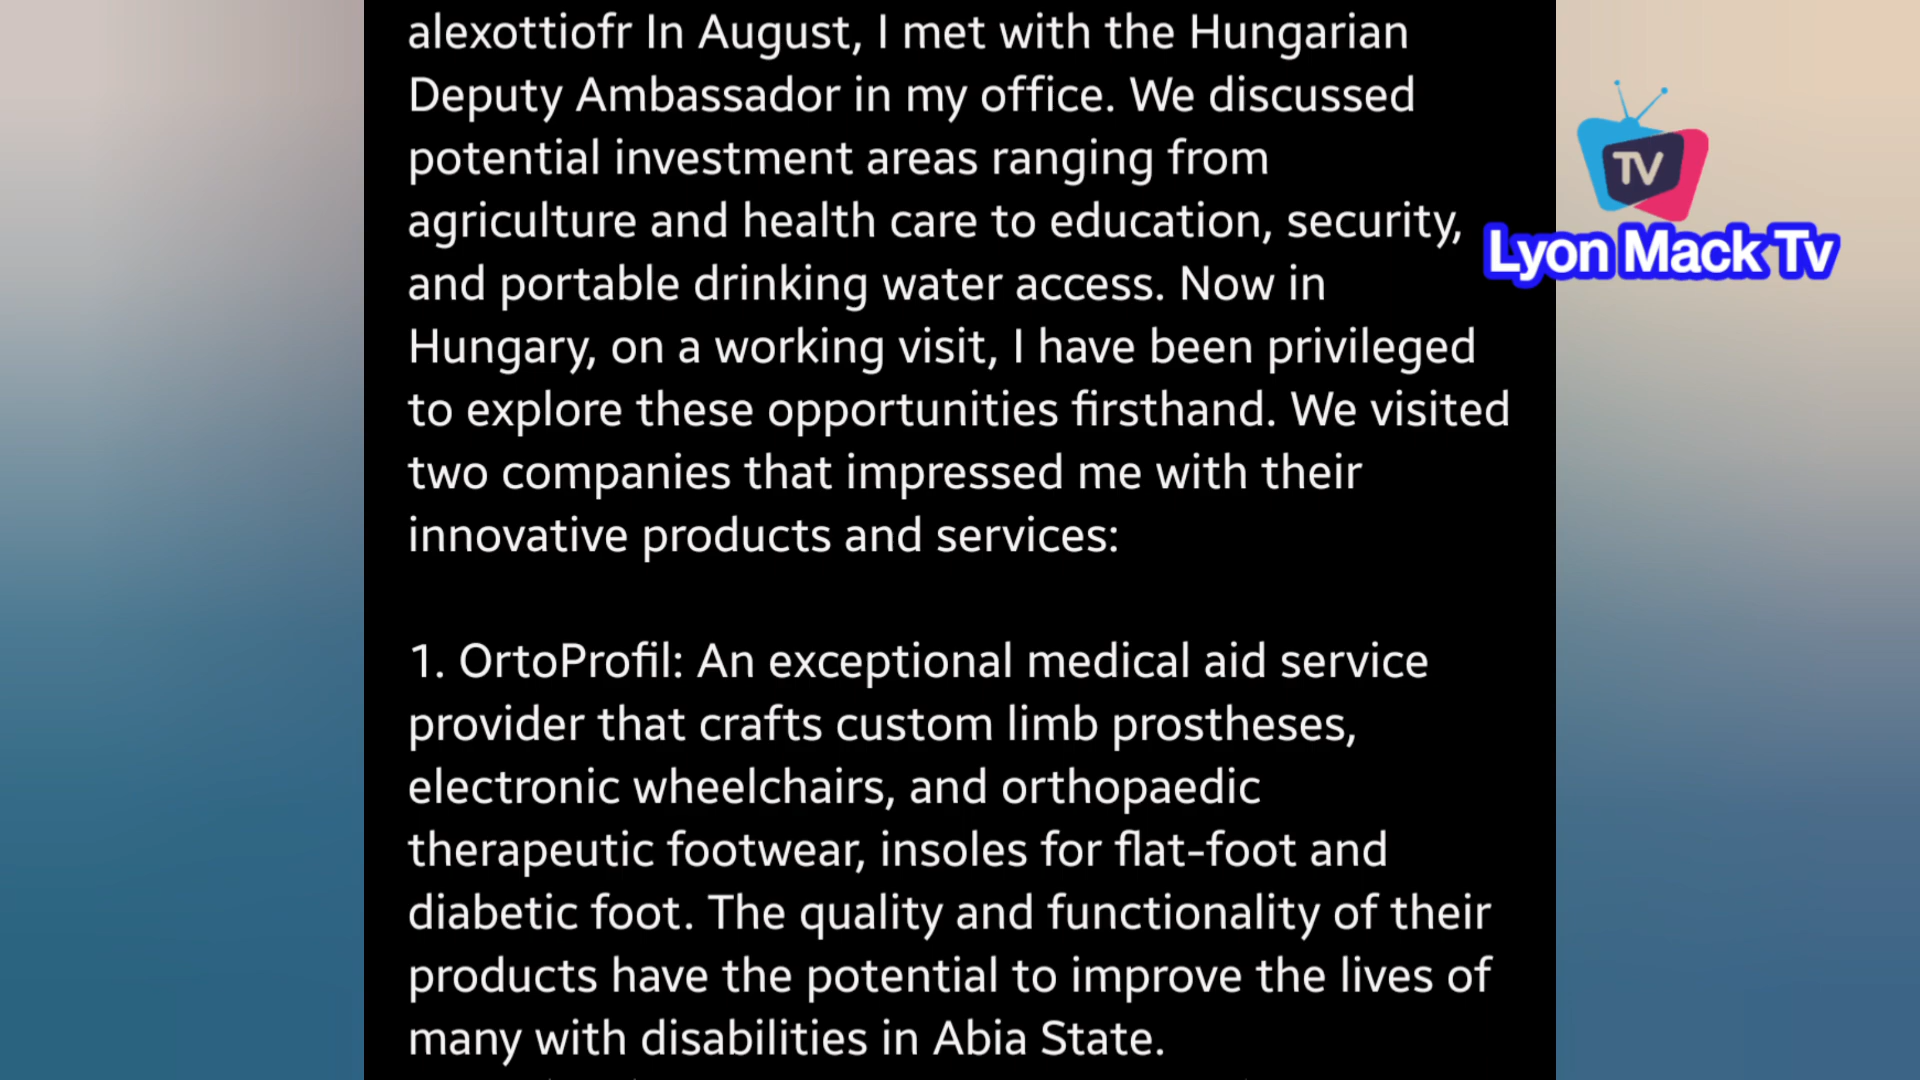 alexottiofr In August, I met with the Hungarian
Deputy Ambassador in my office. We discussed
potential investment areas ranging from
agriculture and health care to education, security,
and portable drinking water access. Now in
Hungary, on a working visit, I have been privileged
to explore these opportunities firsthand. We visited
two companies that impressed me with their
innovative products and services:
1. OrtoProfil: An exceptional medical aid service
provider that crafts custom limb prostheses,
electronic wheelchairs, and orthopaedic
therapeutic footwear, insoles for flat-foot and
diabetic foot. The quality and functionality of their
products have the potential to improve the lives of
many with disabilities in Abia State.
TV
Lyon Mack Tv